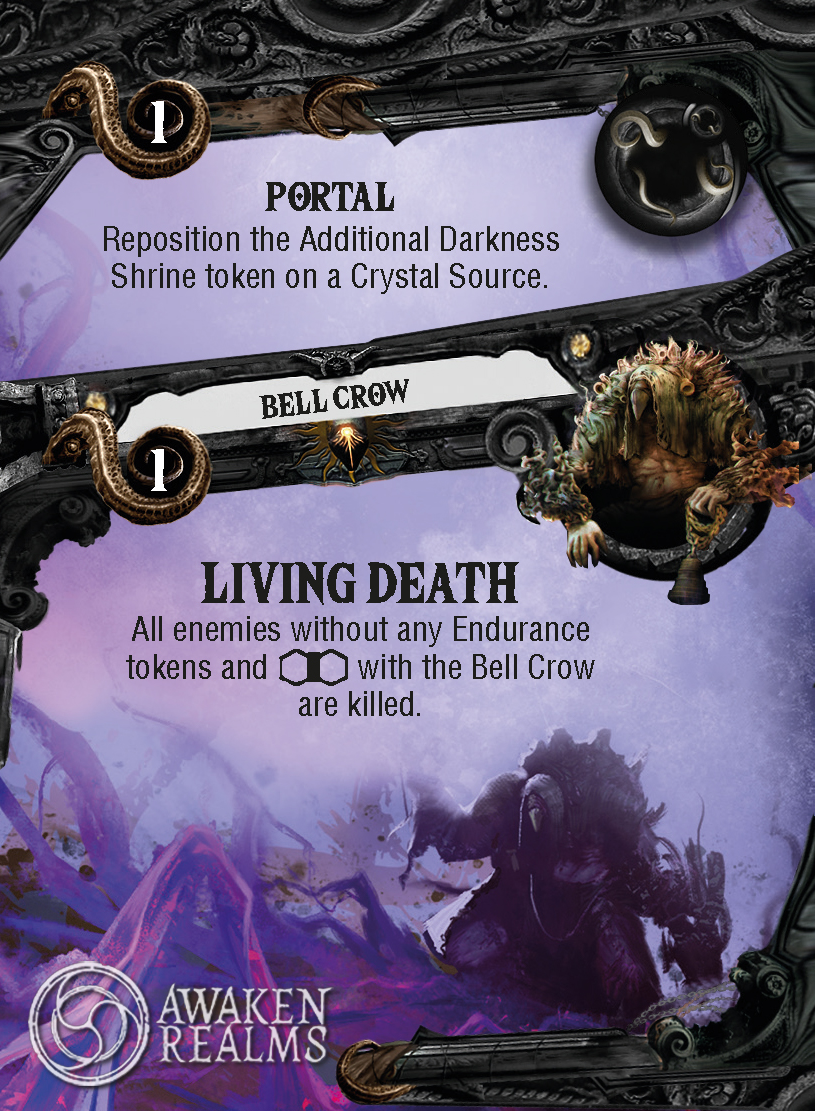 1
PORTAL
Reposition the Additional Darkness
Shrine token on a Crystal Source.
BELL CROW
1
LIVING DEATH
All enemies without any Endurance
tokens and with the Bell Crow
are killed.
AWAKEN
REALMS